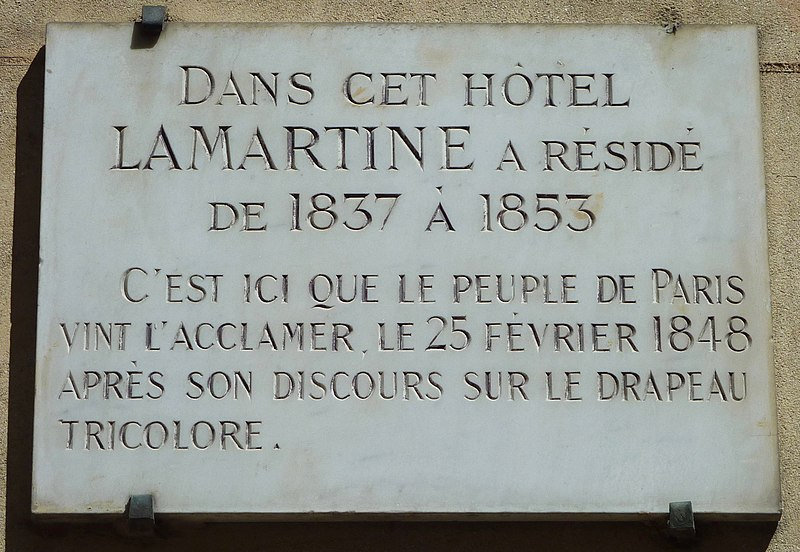 DANS CET HÔTEL
LAMARTINE A RÉSIDÉ
DE 1837 À 1853
C'EST ICI QUE LE PEUPLE DE PARIS
VINT L'ACCLAMER, LE 25 FÉVRIER 1848
APRÈS SON DISCOURS SUR LE DRAPEAU
TRICOLORE.